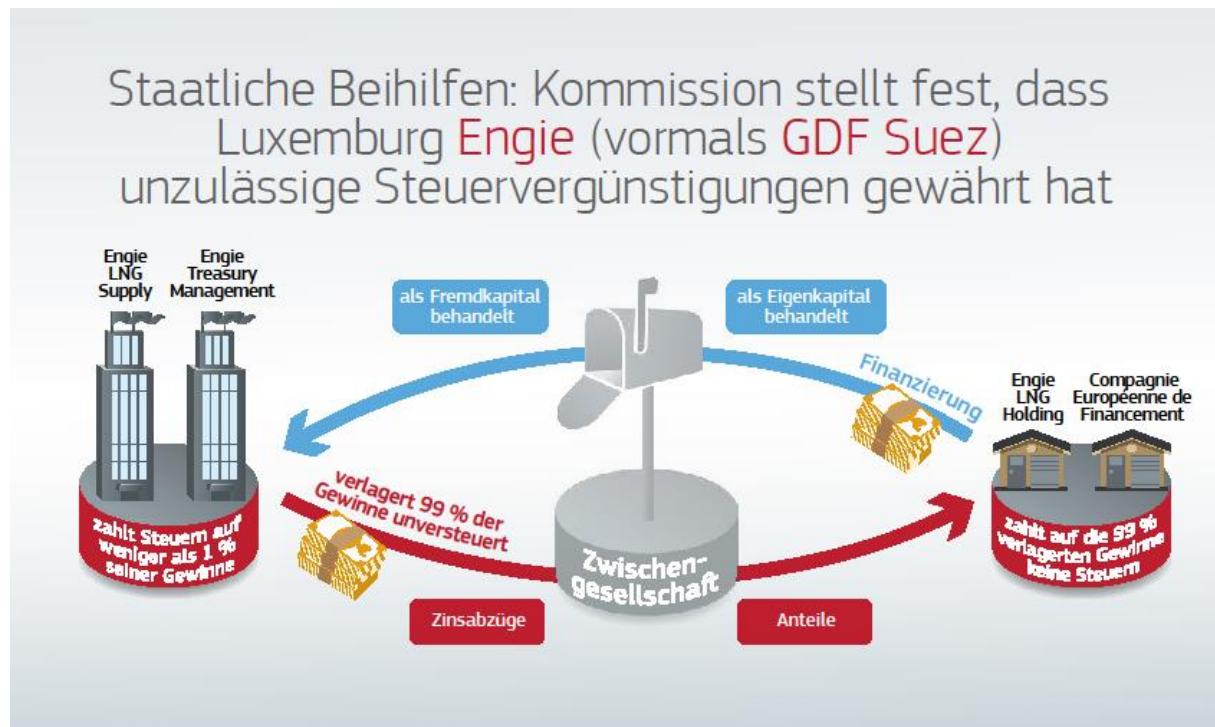 Staatliche Beihilfen: Kommission stellt fest, dass
Luxemburg Engie (vormals GDF Suez)
unzulässige Steuervergünstigungen gewährt hat
Engie
LNG
Supply
Engie
Treasury
Management
als Fremdkapital
behandelt
als Eigenkapital
behandelt
Finanzierung
Engie
LNG
Holding
Compagnie
Européenne de
Financement
verlagert 99 % der
Gewinne unversteuert
zahlt Steuern auf
weniger als 1 %
seiner Gewinne
Zwischen-
gesellschaft
zahlt auf die 99 %
verlagerten Gewinne
keine Steuern
Zinsabzüge
Anteile